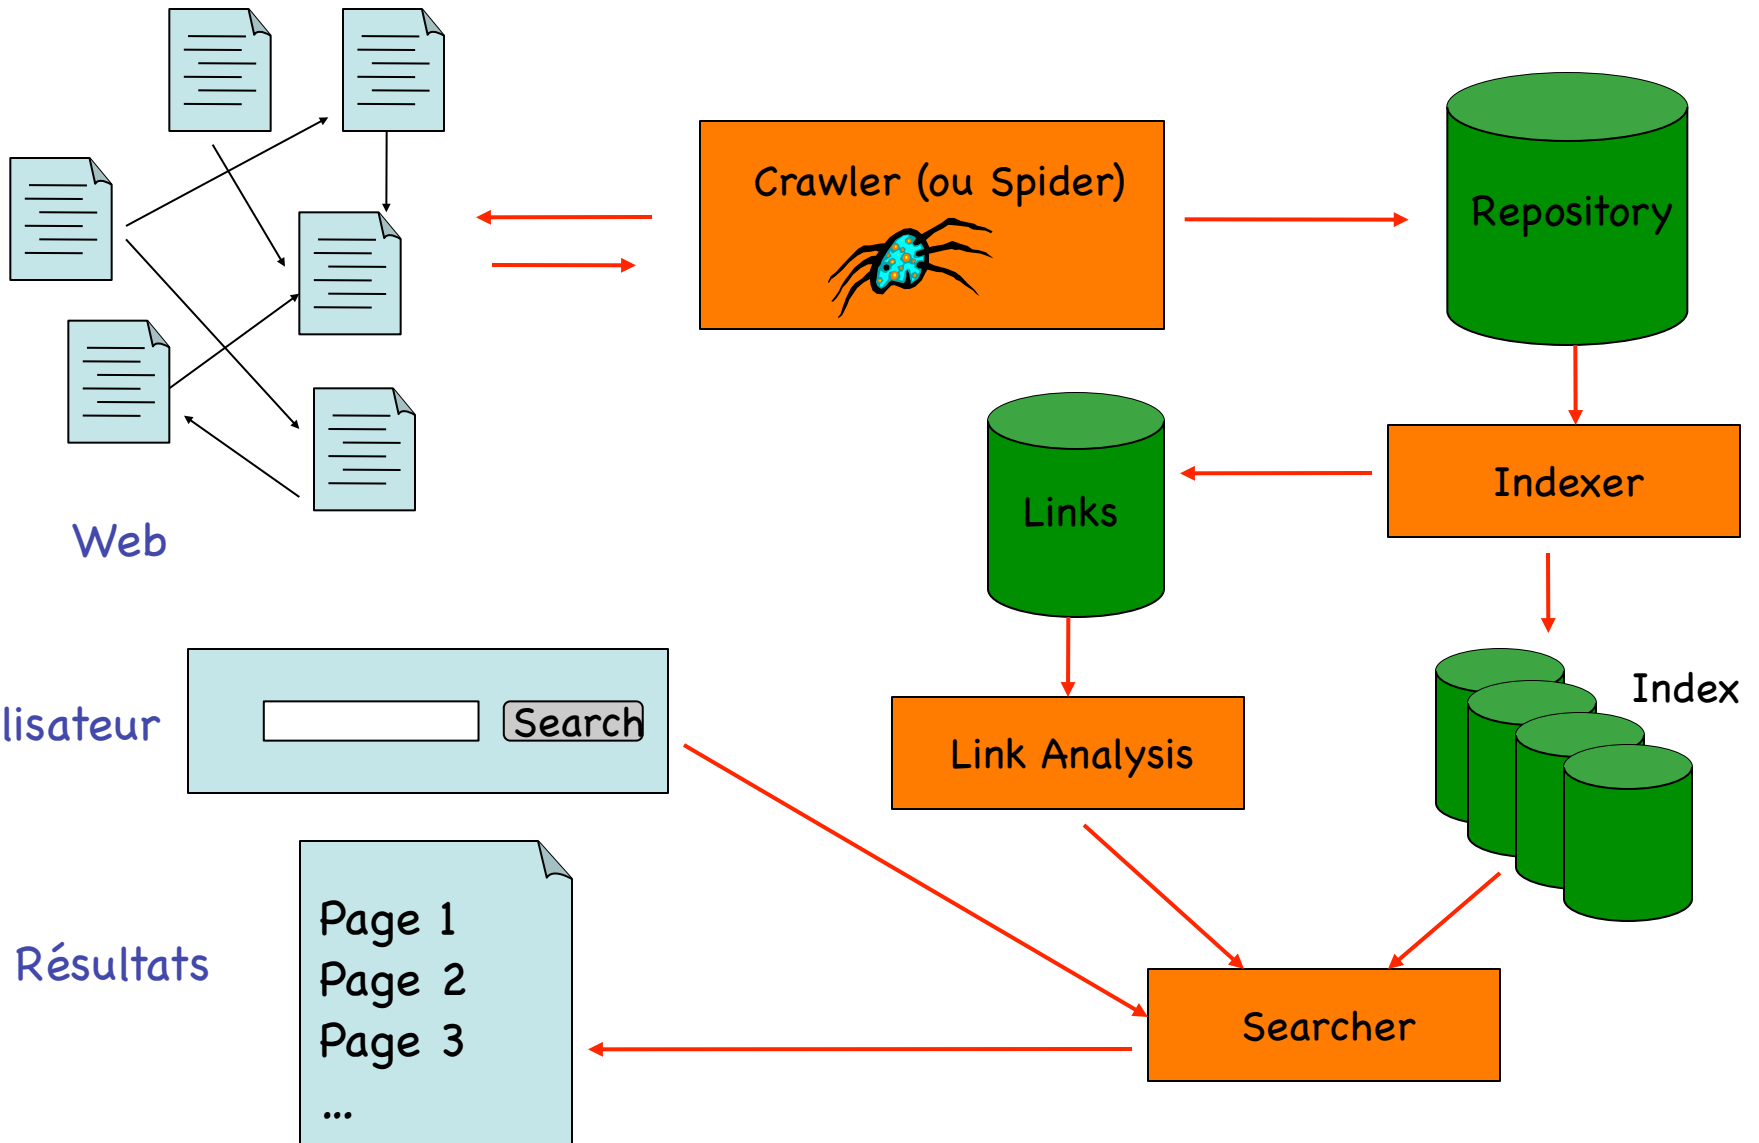 Crawler (ou Spider)
Repository
Indexer
Links
Web
Index
lisateur
Search
Link Analysis
Page 1
Page 2
Résultats
Page 3
Searcher
...